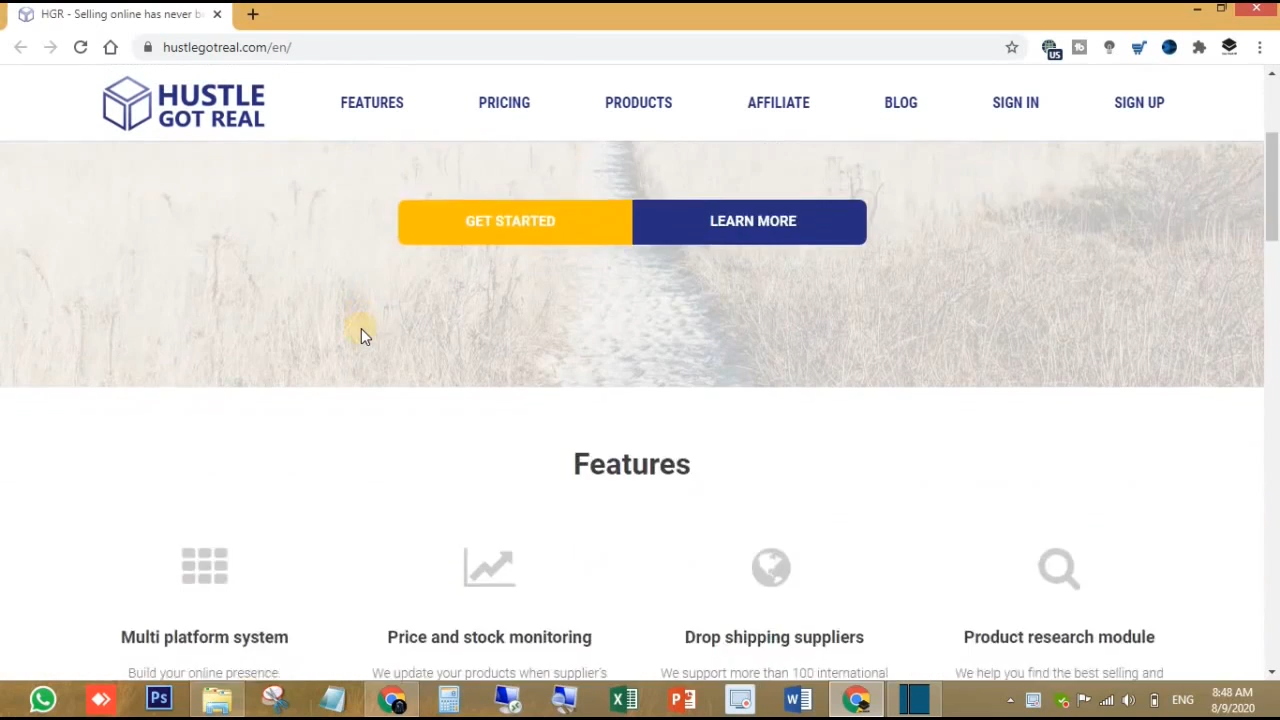 HGR - Selling online has never b
hustlegotreal.com/en/
US
HUSTLE
GOT REAL
FEATURES
PRICING
PRODUCTS
AFFILIATE
BLOG
SIGN IN
SIGN UP
GET STARTED
LEARN MORE
Features
Multi platform system
Price and stock monitoring
Drop shipping suppliers
Product research module
Build your online presence.
We update your products when supplier's
We support more than 100 international
We help you find the best selling and
Ps
ENG
8:48 AM
8/9/2020